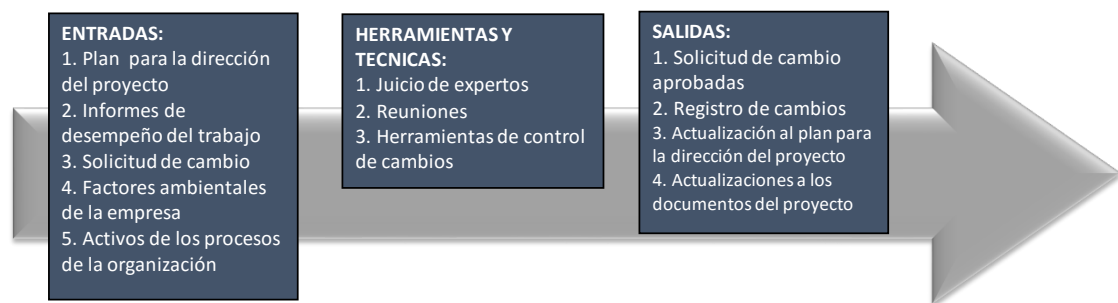 ENTRADAS:
1. Plan para la dirección
del proyecto
2. Informes de
desempeño del trabajo
3. Solicitud de cambio
4. Factores ambientales
de la empresa
5. Activos de los procesos
de la organización
HERRAMIENTAS Y
TECNICAS:
1. Juicio de expertos
2. Reuniones
3. Herramientas de control
de cambios
SALIDAS:
1. Solicitud de cambio
aprobadas
2. Registro de cambios
3. Actualización al plan para
la dirección del proyecto
4. Actualizaciones a los
documentos del proyecto